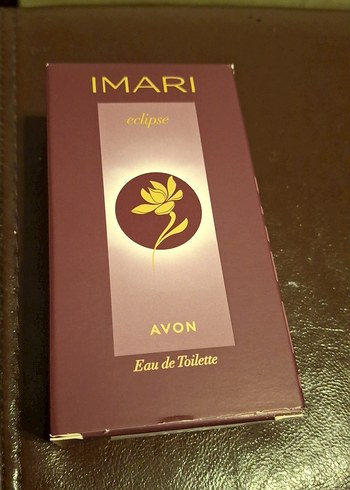 IMARI
eclipse
AVON
Eau de Toilette